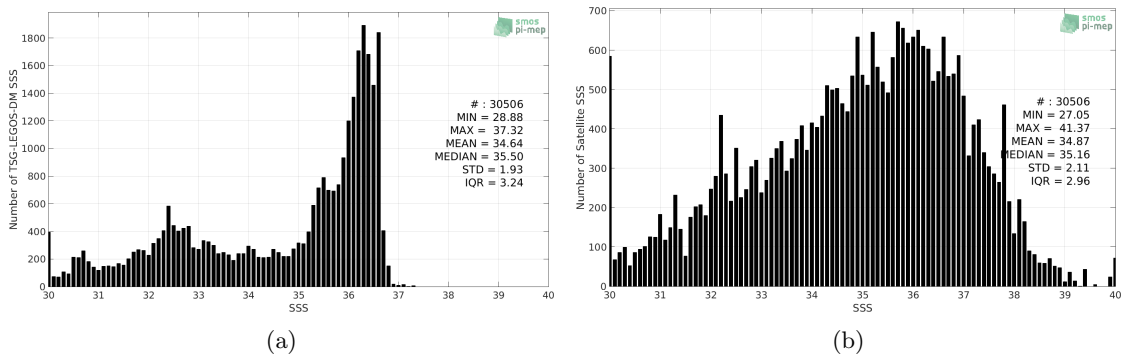 smos
pi-mep
Number of TSG-LEGOS-DM SSS
1800
1600
1400
1200
1000
800
600
400
200
0
# : 30506
MIN = 28.88
MAX = 37.32
MEAN = 34.64
MEDIAN = 35.50
STD = 1.93
IQR = 3.24
30 31 32 33 34 35 36 37 38 39 40
SSS
(a)
smos
pi-mep
Number of Satellite SSS
700
600
500
400
300
200
100
0
# : 30506
MIN = 27.05
MAX = 41.37
MEAN = 34.87
MEDIAN = 35.16
STD = 2.11
IQR = 2.96
30 31 32 33 34 35 36 37 38 39 40
SSS
(b)